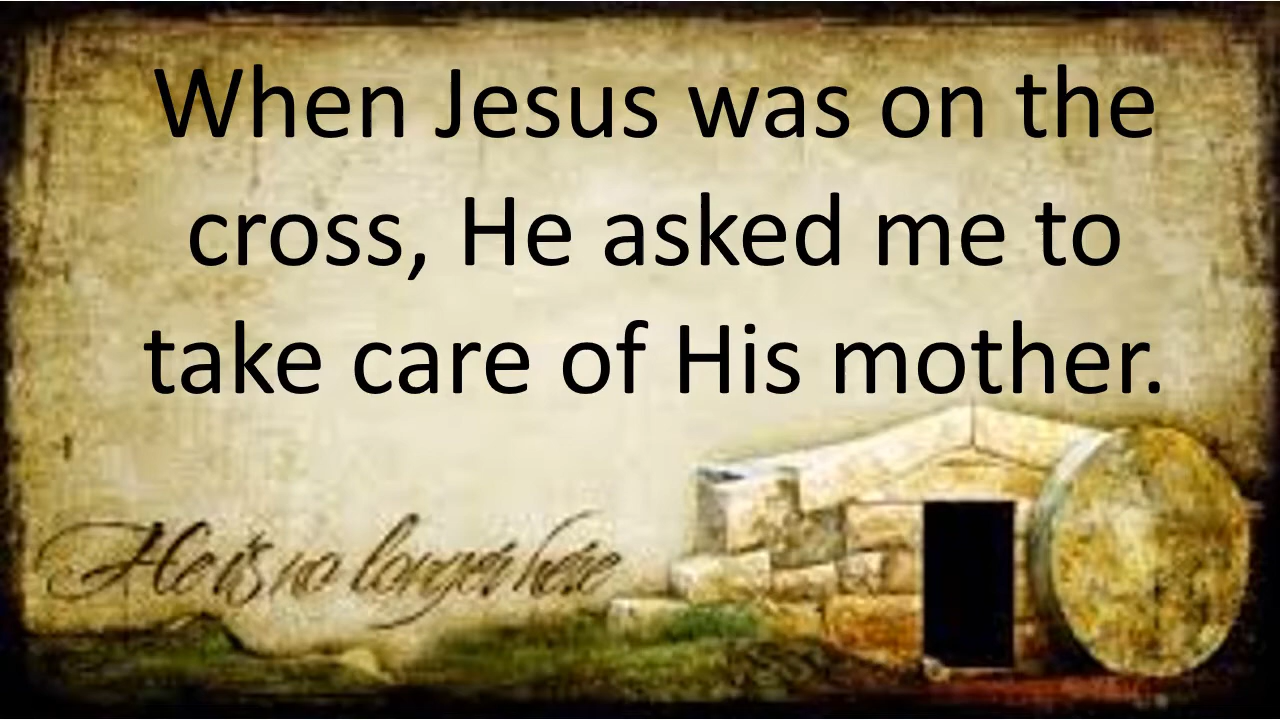 When Jesus was on the
cross, He asked me to
take care of His mother.
He is no longer here